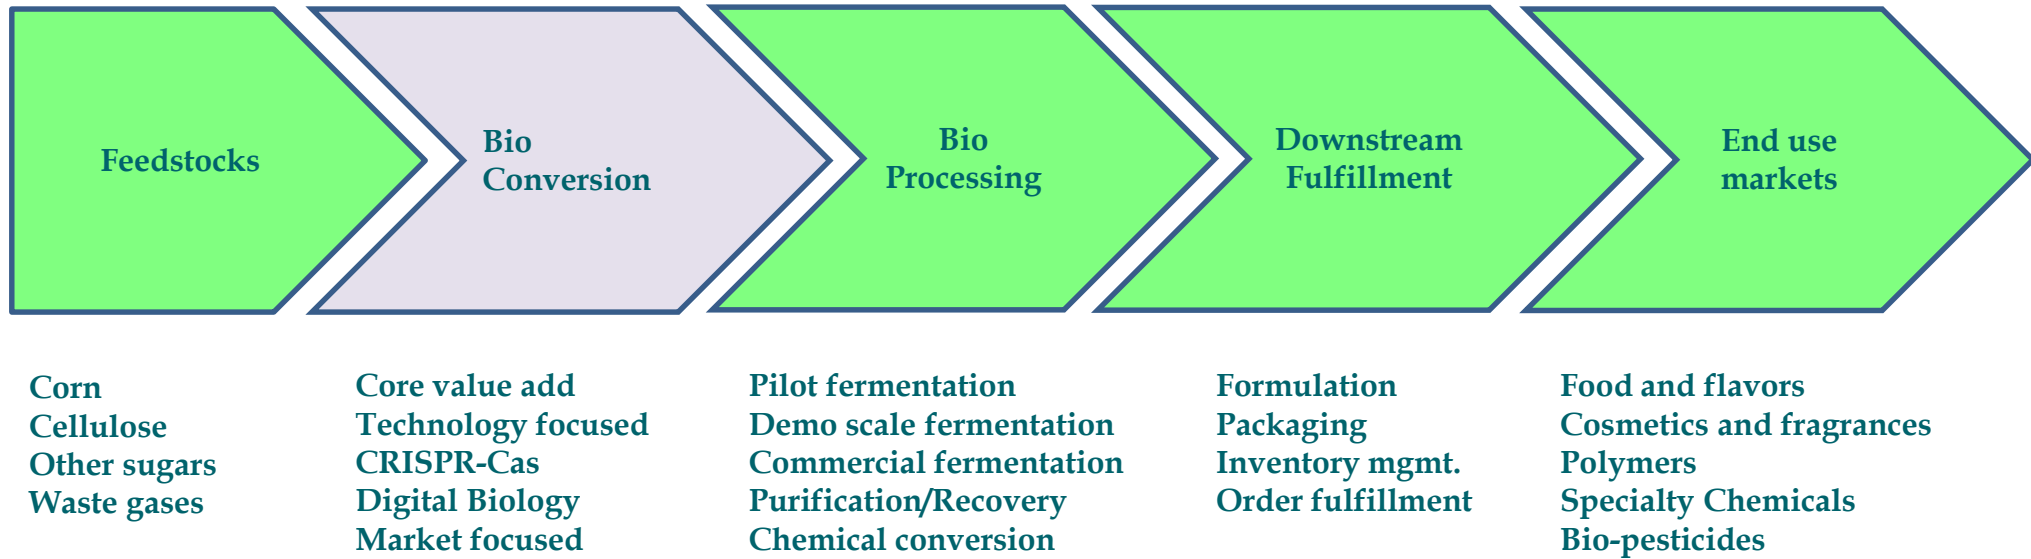 Feedstocks
Bio
Conversion
Bio
Processing
Downstream
Fulfillment
End use
markets
Corn
Cellulose
Other sugars
Waste gases
Core value add
Technology focused
CRISPR-Cas
Digital Biology
Market focused
Pilot fermentation
Demo scale fermentation
Commercial fermentation
Purification/Recovery
Chemical conversion
Formulation
Packaging
Inventory mgmt.
Order fulfillment
Food and flavors
Cosmetics and fragrances
Polymers
Specialty Chemicals
Bio-pesticides